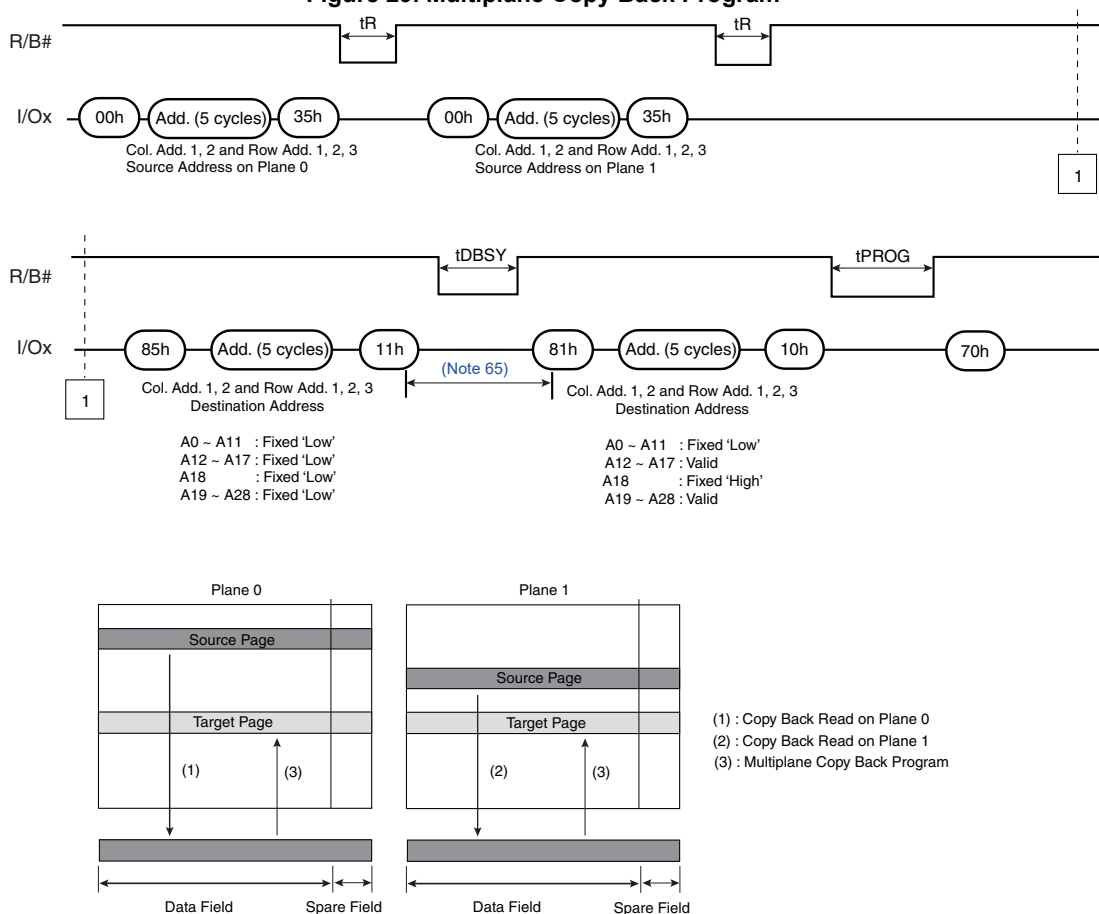 Figure 29. Multiplane Copy Back Program
tR tR
R/B#
I/Ox 00h Add. (5 cycles) 35h 00h Add. (5 cycles) 35h
Col. Add. 1, 2 and Row Add. 1, 2, 3 Col. Add. 1, 2 and Row Add. 1, 2, 3
Source Address on Plane 0 Source Address on Plane 1
1
tDBSY tPROG
R/B#
I/Ox 85h Add. (5 cycles) 11h 81h Add. (5 cycles) 10h 70h
(Note 65)
1
Col. Add. 1, 2 and Row Add. 1, 2, 3 Col. Add. 1, 2 and Row Add. 1, 2, 3
Destination Address Destination Address
A0 ~ A11 : Fixed 'Low' A0 ~ A11 : Fixed 'Low'
A12 ~ A17 : Fixed 'Low' A12 ~ A17 : Valid
A18 : Fixed 'Low' A18 : Fixed 'High'
A19 ~ A28 : Fixed 'Low' A19 ~ A28 : Valid
Plane 0 Plane 1
Source Page
Source Page
Target Page Target Page
(1) : Copy Back Read on Plane 0
(2) : Copy Back Read on Plane 1
(3) : Multiplane Copy Back Program
(1) (3) (2) (3)
Data Field Spare Field Data Field Spare Field